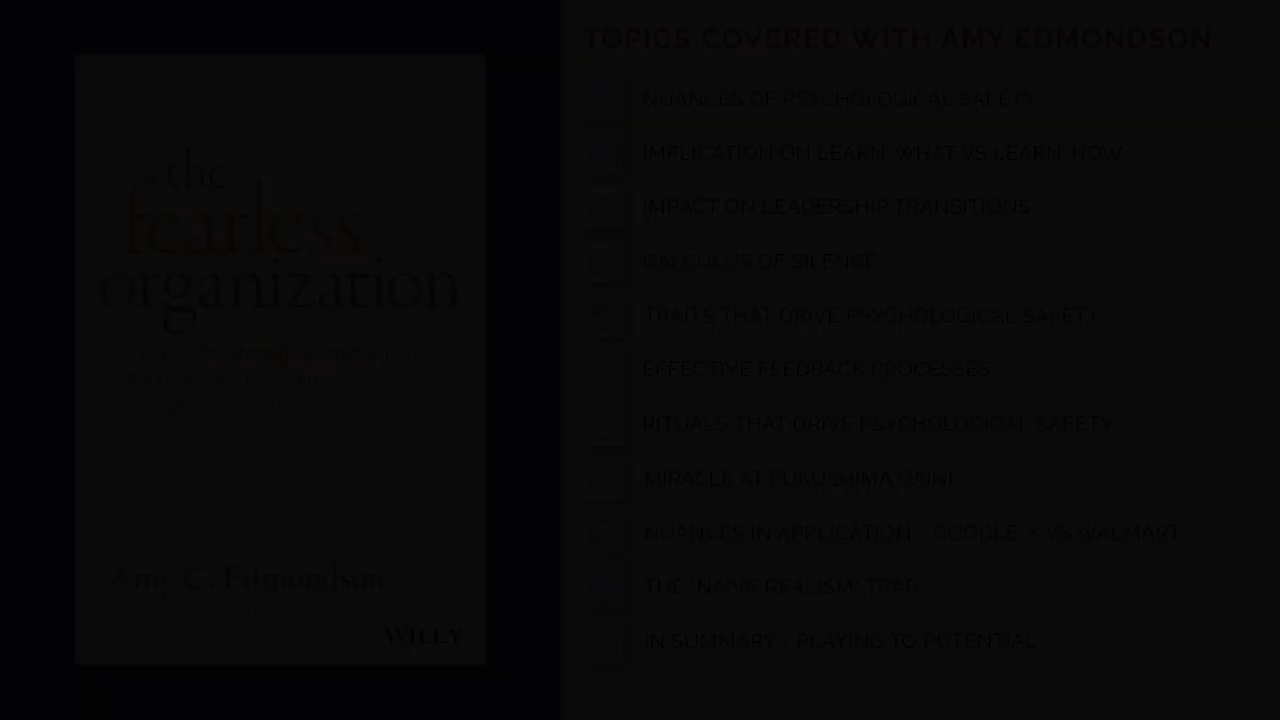 the
fearless
organization
Amy C. Edmondson
WILEY
TOPICS COVERED WITH AMY EDMONDSON
NUANCES OF PSYCHOLOGICAL SAFETY
IMPLICATION ON LEARN-WHAT VS LEARN-HOW
IMPACT ON LEADERSHIP TRANSITIONS
CALCULUS OF SILENCE
TRAITS THAT DRIVE PSYCHOLOGICAL SAFETY
EFFECTIVE FEEDBACK PROCESSES
RITUALS THAT DRIVE PSYCHOLOGICAL SAFETY
MIRACLE AT FUKUSHIMA DAINI
NUANCES IN APPLICATION - GOOGLE X VS WALMART
THE 'NAIVE REALISM' TRAP
IN SUMMARY - PLAYING TO POTENTIAL